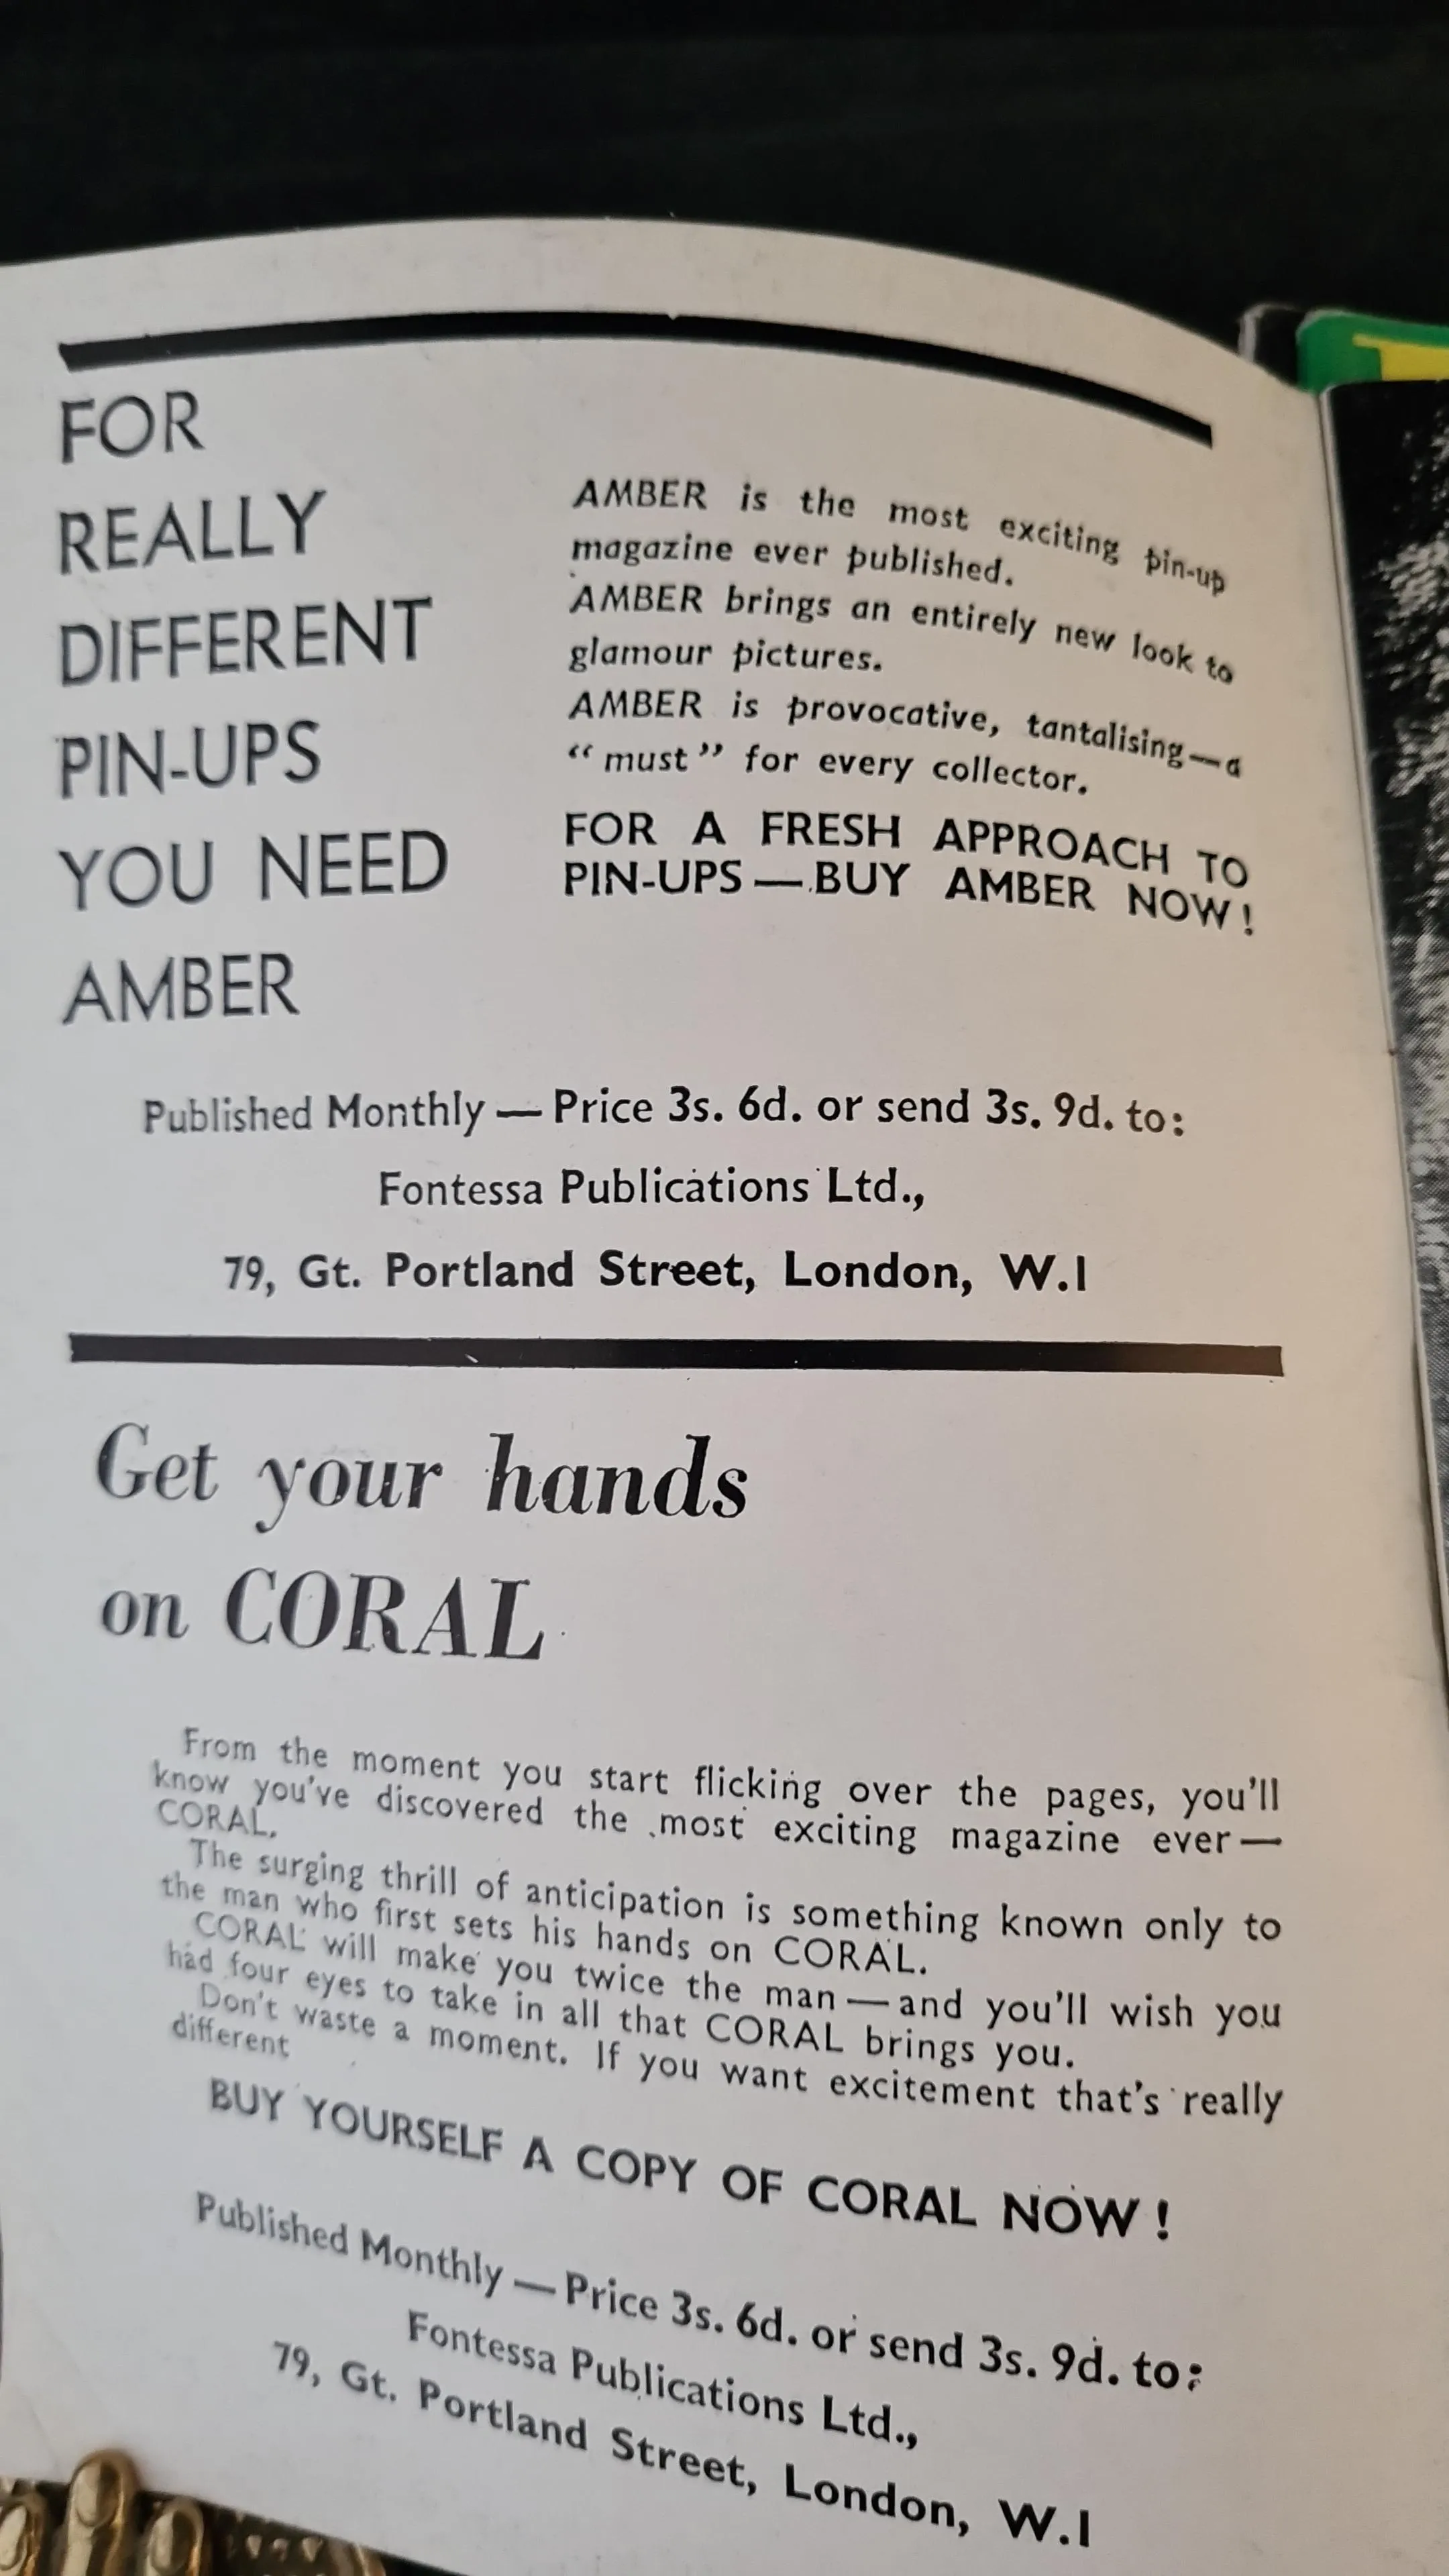 FOR
REALLY
DIFFERENT
PIN-UPS
YOU NEED
AMBER
AMBER is the most exciting pin-up
magazine ever published.
AMBER brings an entirely new look to
glamour pictures.
AMBER is provocative, tantalising—a
“must” for every collector.
FOR A FRESH APPROACH TO
PIN-UPS — BUY AMBER NOW!
Published Monthly — Price 3s. 6d. or send 3s. 9d. to:
Fontessa Publications Ltd.,
79, Gt. Portland Street, London, W.1
Get your hands
on CORAL
From the moment you start flicking over the pages, you'll
know you've discovered the most exciting magazine ever —
CORAL.
The surging thrill of anticipation is something known only to
the man who first sets his hands on CORAL.
CORAL will make you twice the man — and you'll wish you
had four eyes to take in all that CORAL brings you.
Don't waste a moment. If you want excitement that's really
different
BUY YOURSELF A COPY OF CORAL NOW!
Published Monthly — Price 3s. 6d. or send 3s. 9d. to:
Fontessa Publications Ltd.,
79, Gt. Portland Street, London, W.1